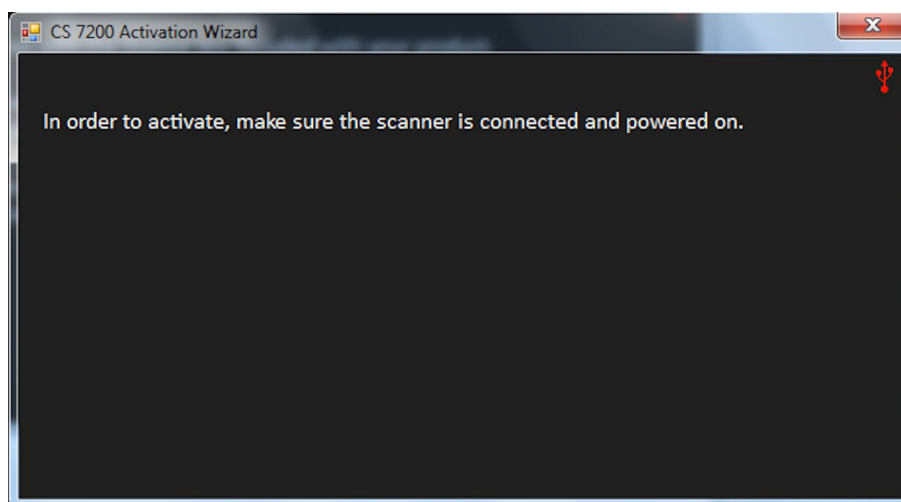 CS 7200 Activation Wizard
In order to activate, make sure the scanner is connected and powered on.